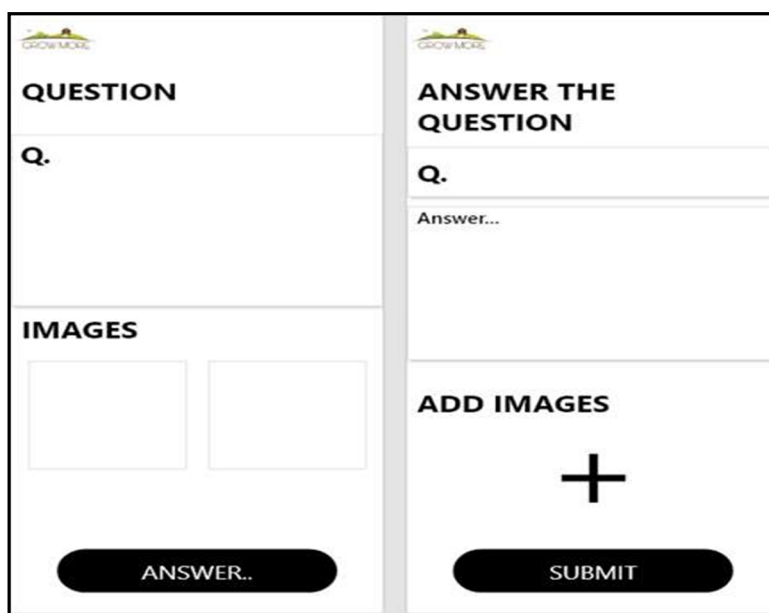 GROW MORE
QUESTION
Q.
IMAGES
ANSWER..
GROW MORE
ANSWER THE
QUESTION
Q.
Answer...
ADD IMAGES
SUBMIT